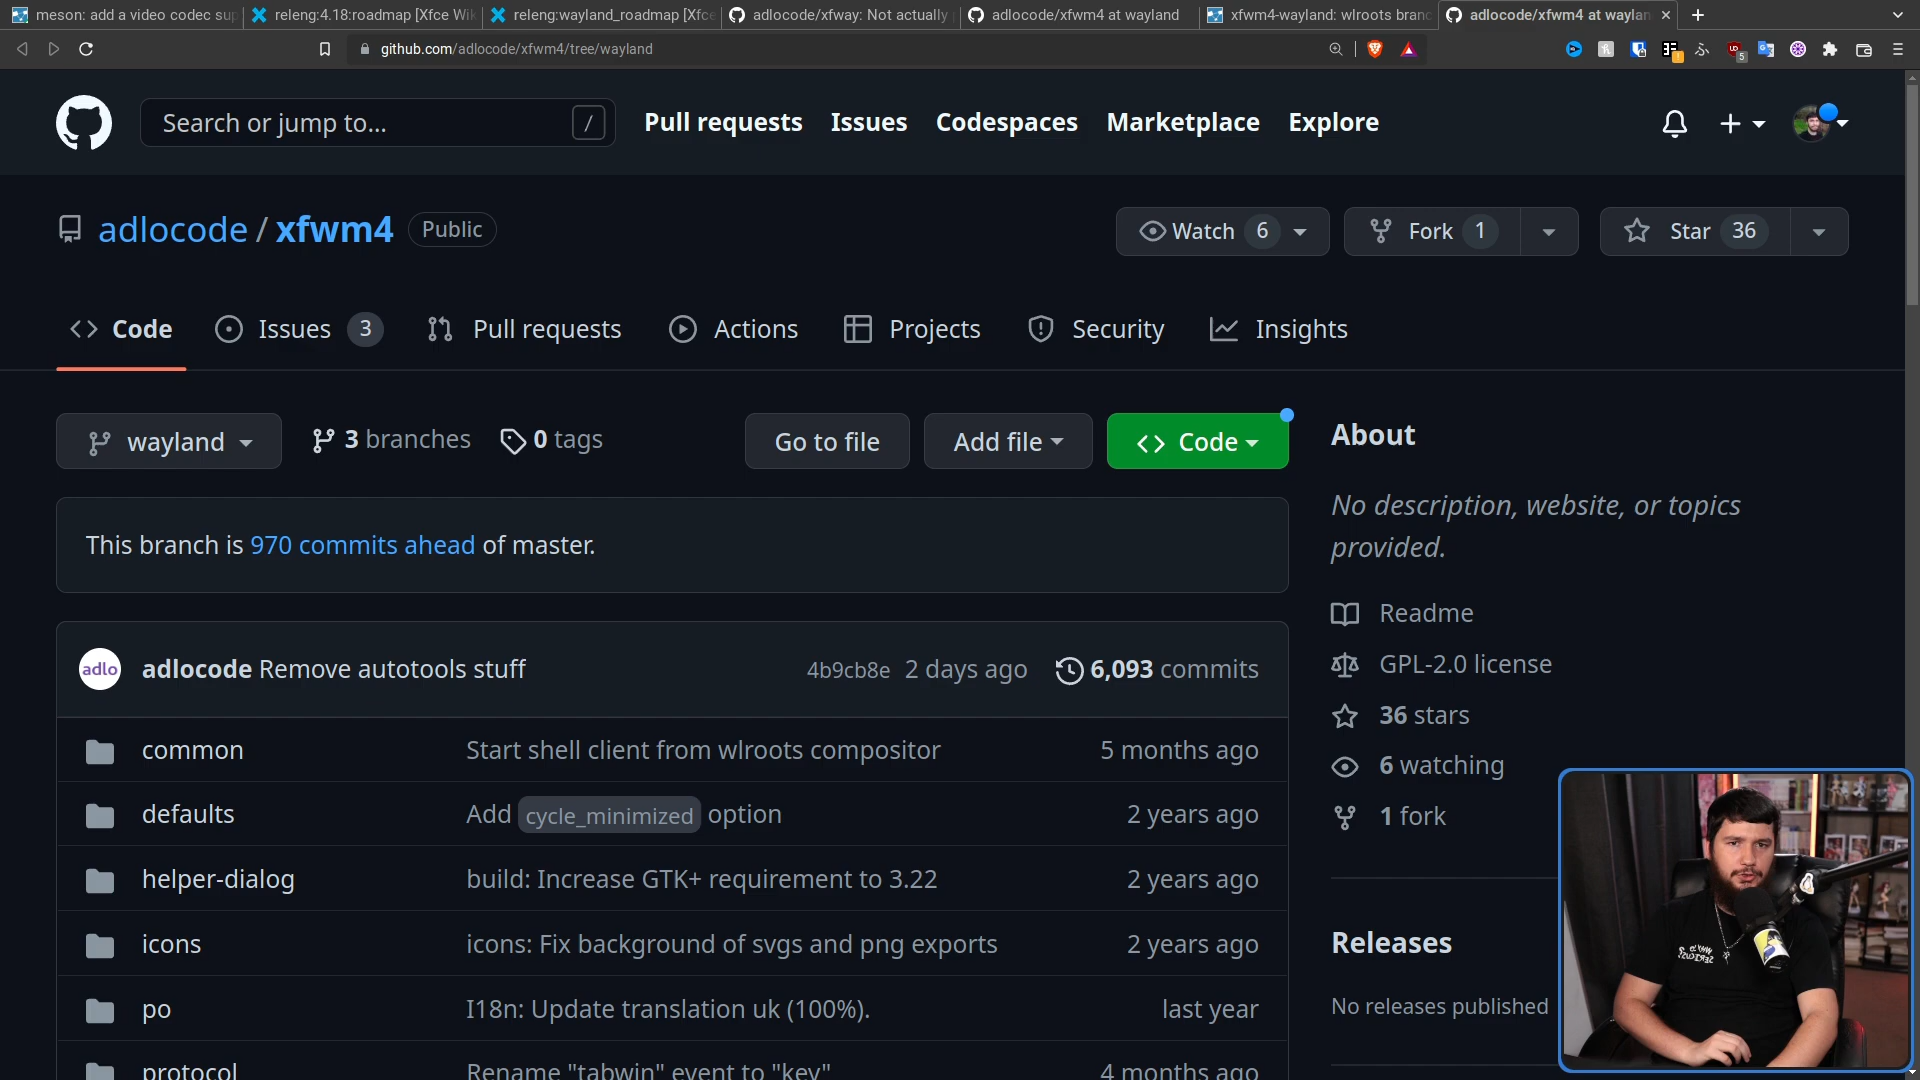 meson: add a video codec sup
releng:4.18:roadmap [Xfce Wik
releng:wayland_roadmap [Xfce
adlocode/xfway: Not actually
adlocode/xfwm4 at wayland
xfwm4-wayland: wlroots branc
adlocode/xfwm4 at waylan
github.com/adlocode/xfwm4/tree/wayland
5
Search or jump to... /
Pull requests Issues Codespaces Marketplace Explore
adlocode / xfwm4 Public
Watch 6 Fork 1 Star 36
Code Issues 3 Pull requests Actions Projects Security Insights
wayland 3 branches 0 tags Go to file Add file Code
This branch is 970 commits ahead of master.
adlo adlocode Remove autotools stuff 4b9cb8e 2 days ago 6,093 commits
common Start shell client from wlroots compositor 5 months ago
defaults Add cycle_minimized option 2 years ago
helper-dialog build: Increase GTK+ requirement to 3.22 2 years ago
icons icons: Fix background of svgs and png exports 2 years ago
po I18n: Update translation uk (100%). last year
protocol Rename "tabwin" event to "key" 4 months ago
About
No description, website, or topics
provided.
Readme
GPL-2.0 license
36 stars
6 watching
1 fork
Releases
No releases published